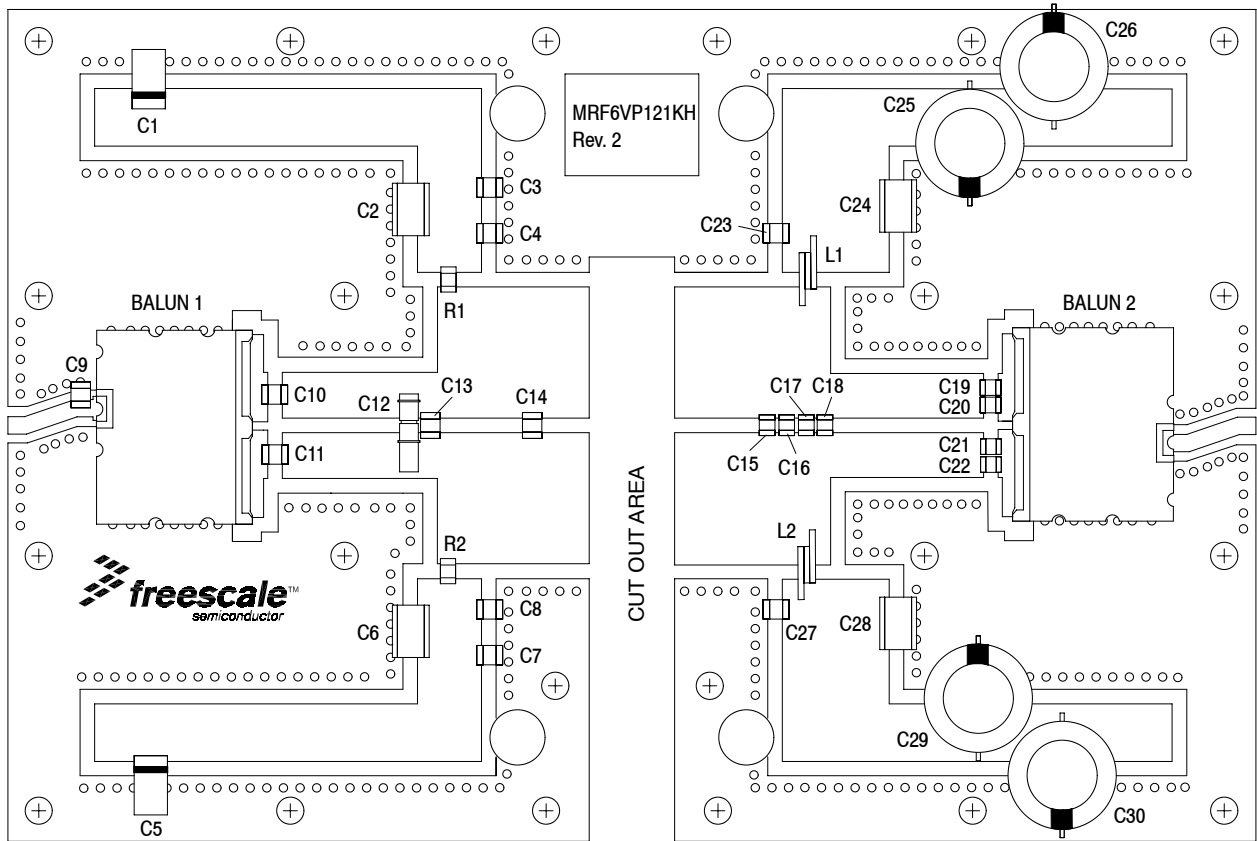 C26
C25
C1
MRF6VP121KH
Rev. 2
C3
C2
C24
C4
C23
L1
BALUN 1
R1
BALUN 2
C9
C10
C12
C13
C14
C17
C18
C19
C20
C11
C15
C16
C21
C22
CUT OUT AREA
R2
L2
freescale™
semiconductor
C8
C6
C27
C28
C7
C29
C5
C30